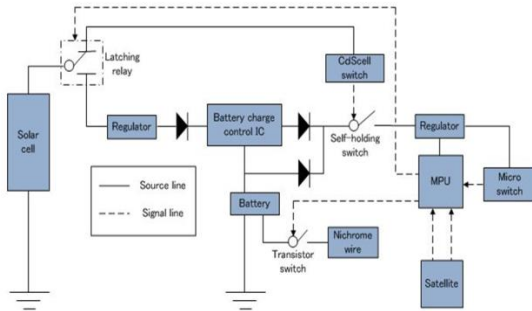 Latching
relay
CdScell
switch
Solar
cell
Regulator
Battery charge
control IC
Self-holding
switch
Regulator
MPU
Micro
switch
Source line
Signal line
Battery
Transistor
switch
Nichrome
wire
Satellite